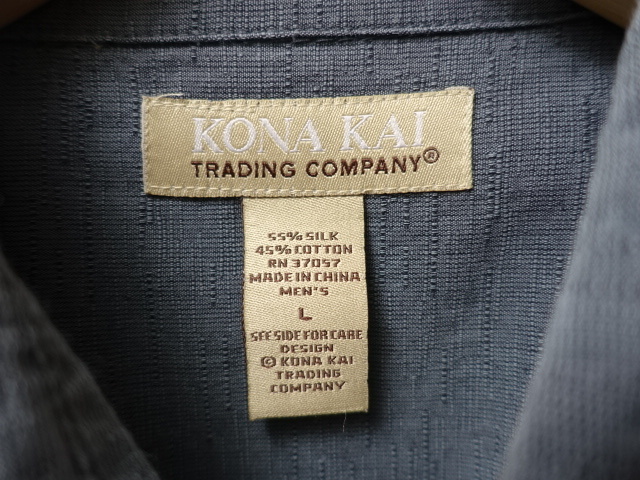 KONA KAI
TRADING COMPANY®
55% SILK
45% COTTON
RN 37057
MADE IN CHINA
MEN'S
L
SEE SIDE FOR CARE
DESIGN
© KONA KAI
TRADING
COMPANY